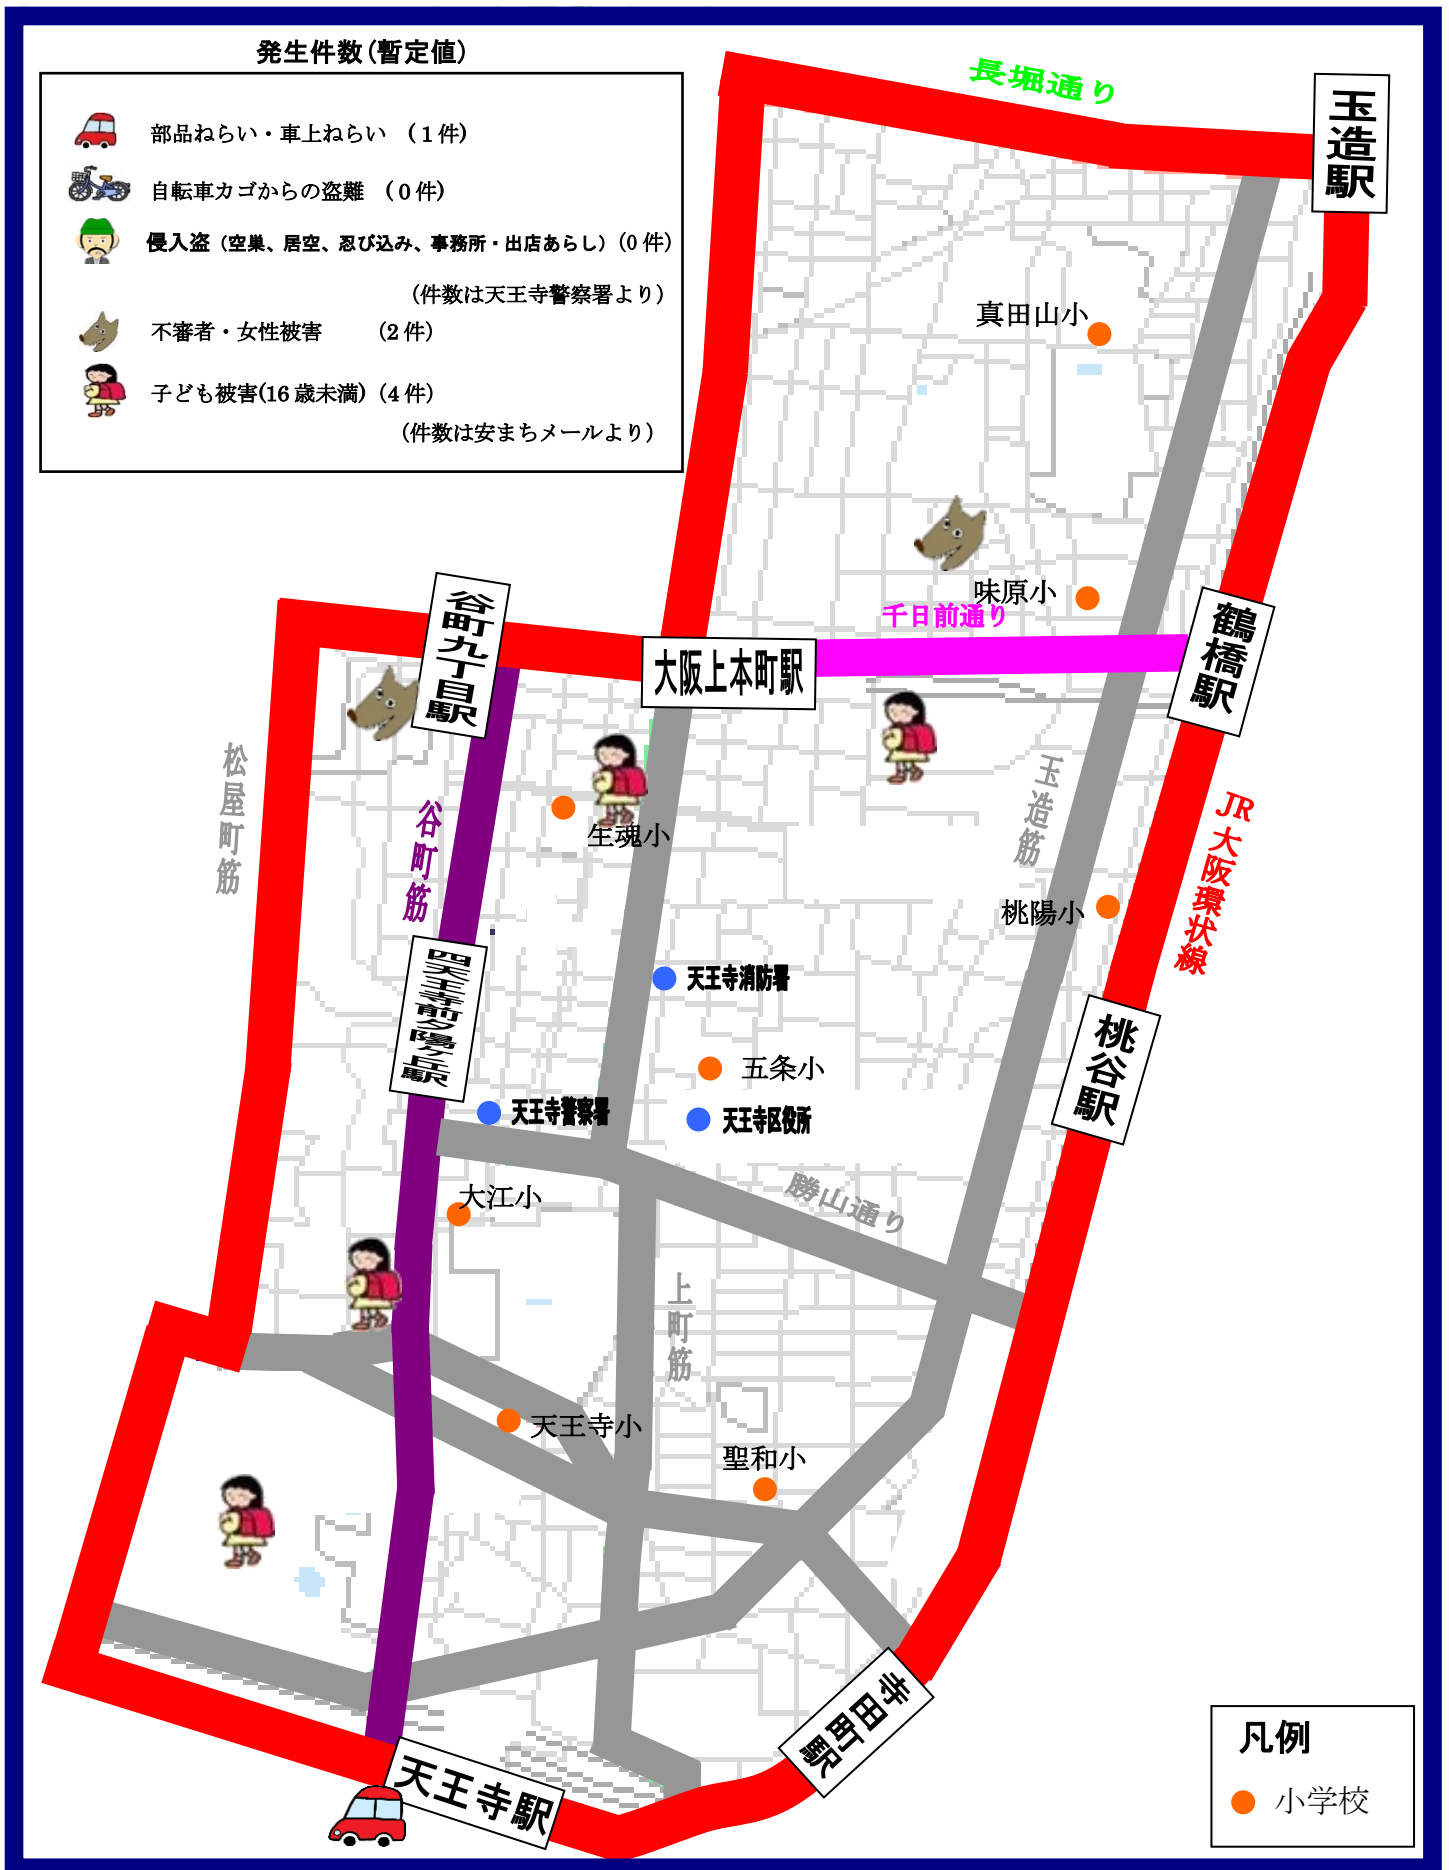 発生件数(暫定値)
部品ねらい・車上ねらい (1件)
自転車カゴからの盗難 (0件)
侵入盗(空巣、居空、忍び込み、事務所・出店あらし)(0件)
(件数は天王寺警察署より)
不審者・女性被害 (2件)
子ども被害(16歳未満) (4件)
(件数は安まちメールより)
長堀通り
玉造駅
真田山小
味原小
千日前通り
谷町九丁目駅
大阪上本町駅
鶴橋駅
松屋町筋
谷町筋
生魂小
玉造筋
JR大阪環状線
桃陽小
四天王寺前夕陽ヶ丘駅
天王寺消防署
桃谷駅
五条小
天王寺警察署
天王寺区役所
大江小
勝山通り
上町筋
天王寺小
聖和小
寺田町駅
天王寺駅
凡例
小学校